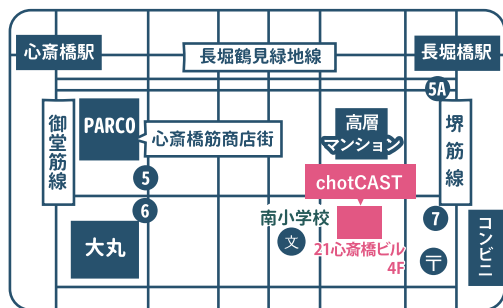 心斎橋駅
長堀鶴見緑地線
長堀橋駅
5A
御堂筋線
PARCO
心斎橋筋商店街
高層
マンション
堺筋線
5
chotCAST
6
南小学校
文
7
大丸
21心斎橋ビル
4F
〒
コンビニ